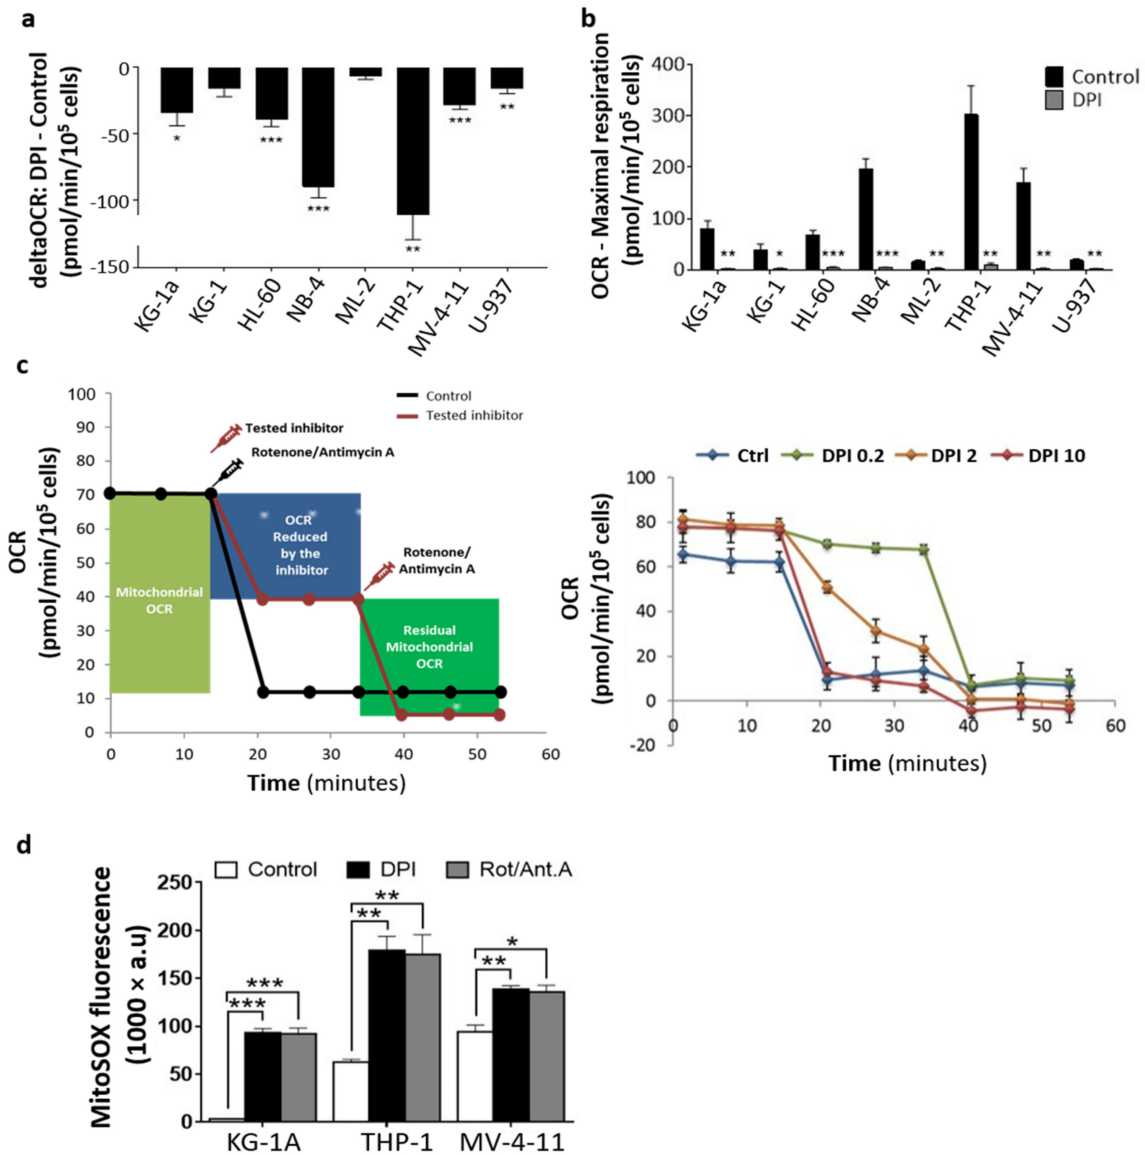 a
deltaOCR: DPI - Control
(pmol/min/10⁵ cells)
0
-50
-100
-150
*
***
***
**
***
**
KG-1a
KG-1
HL-60
NB-4
ML-2
THP-1
MV-4-11
U-937
b
OCR - Maximal respiration
(pmol/min/10⁵ cells)
400
300
200
100
0
Control
DPI
**
*
***
***
**
**
**
**
KG-1a
KG-1
HL-60
NB-4
ML-2
THP-1
MV-4-11
U-937
c
OCR
(pmol/min/10⁵ cells)
100
90
80
70
60
50
40
30
20
10
0
Control
Tested inhibitor
Tested inhibitor
Rotenone/Antimycin A
OCR
Reduced
by the
inhibitor
Rotenone/
Antimycin A
Mitochondrial
OCR
Residual
Mitochondrial
OCR
0
10
20
30
40
50
60
Time (minutes)
Ctrl
DPI 0.2
DPI 2
DPI 10
OCR
(pmol/min/10⁵ cells)
100
80
60
40
20
0
-20
0
10
20
30
40
50
60
Time (minutes)
d
MitoSOX fluorescence
(1000 × a.u)
250
200
150
100
50
0
Control
DPI
Rot/Ant.A
***
***
**
**
*
**
KG-1A
THP-1
MV-4-11